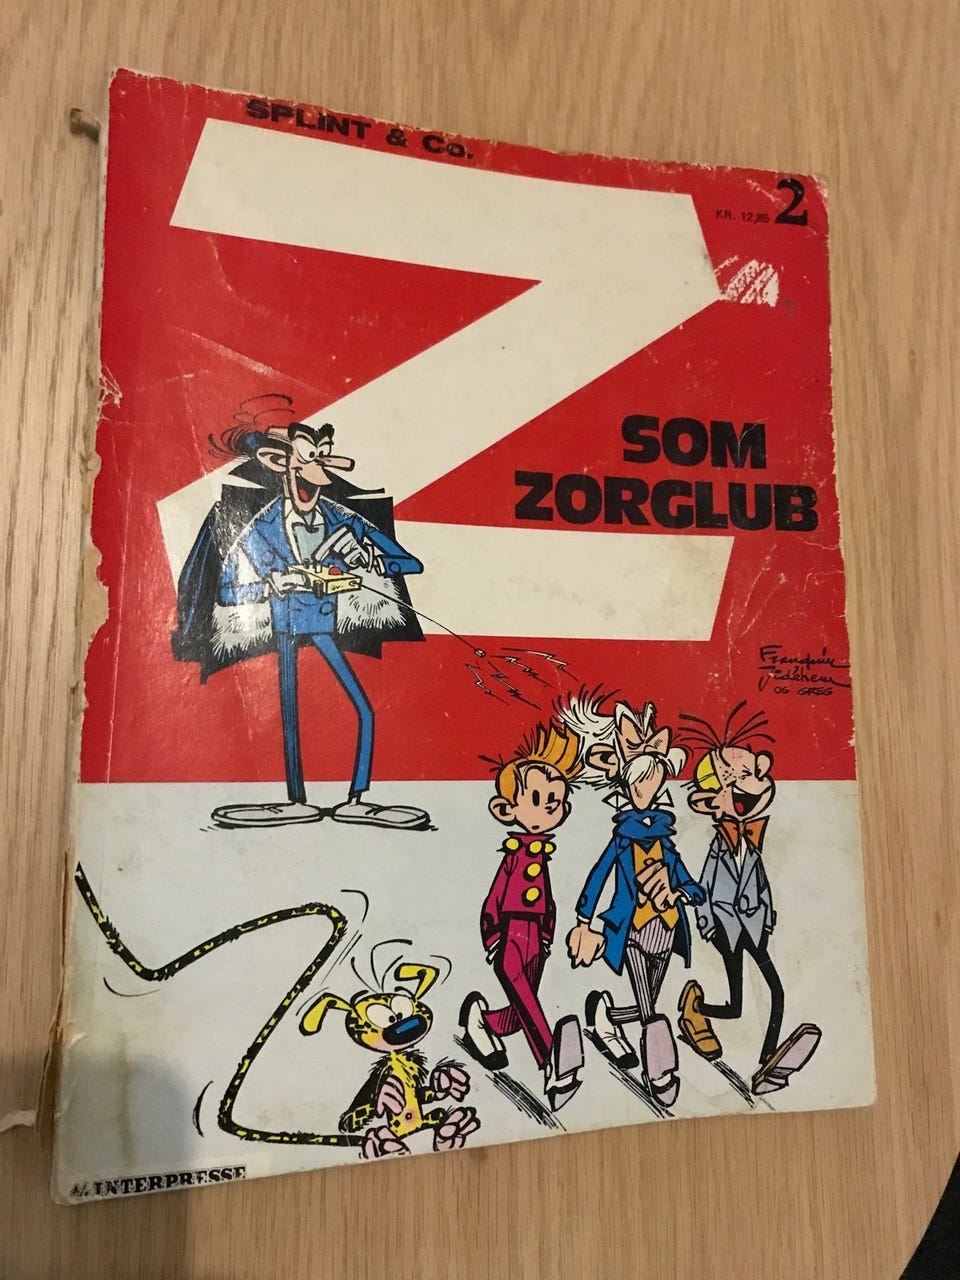 SPLINT & Co.
KR. 12,85 2
Z
SOM
ZORGLUB
Franquin
Jidéhem
OG GREG
A/s INTERPRESSE